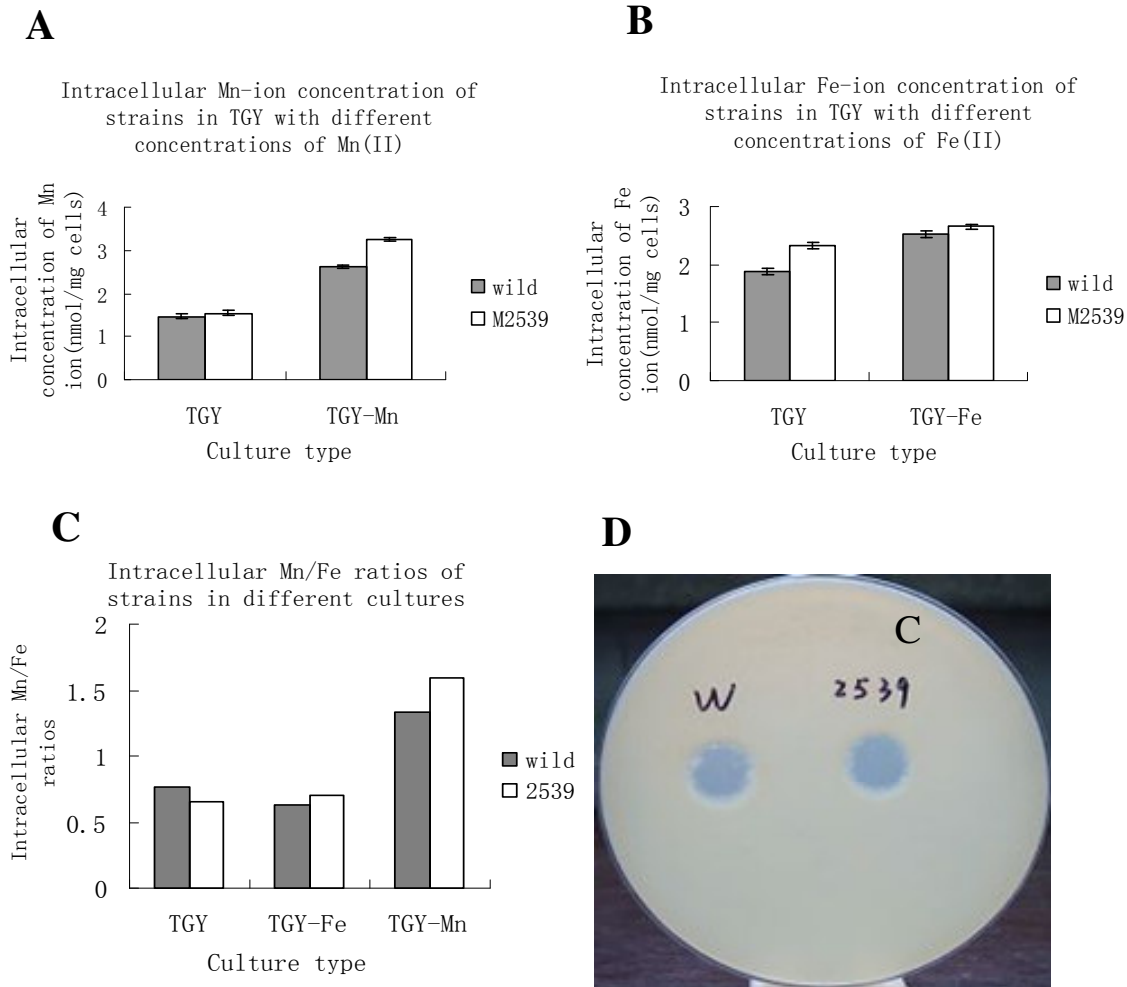 A
Intracellular Mn-ion concentration of
strains in TGY with different
concentrations of Mn(II)
Intracellular
concentration of Mn
ion(nmol/mg cells)
4
3
2
1
0
TGY
TGY-Mn
Culture type
wild
M2539
B
Intracellular Fe-ion concentration of
strains in TGY with different
concentrations of Fe(II)
Intracellular
concentration of Fe
ion(nmol/mg cells)
3
2
1
0
TGY
TGY-Fe
Culture type
wild
M2539
C
Intracellular Mn/Fe ratios of
strains in different cultures
Intracellular Mn/Fe
ratios
2
1.5
1
0.5
0
TGY
TGY-Fe
TGY-Mn
Culture type
wild
2539
D
C
W
2539